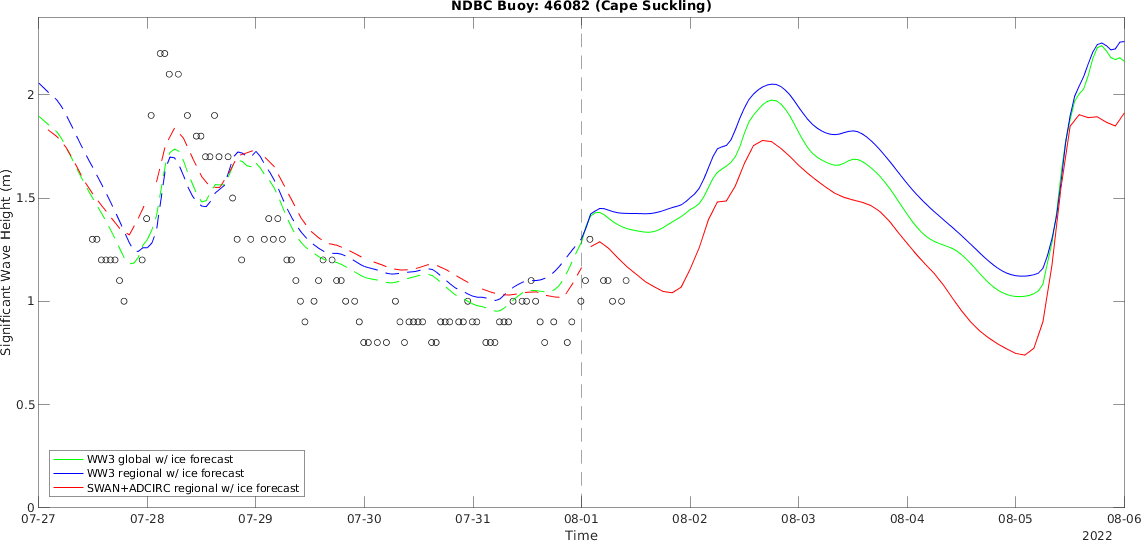 NDBC Buoy: 46082 (Cape Suckling)
Significant Wave Height (m)
2
1.5
1
0.5
0
WW3 global w/ ice forecast
WW3 regional w/ ice forecast
SWAN+ADCIRC regional w/ ice forecast
07-27 07-28 07-29 07-30 07-31 08-01 08-02 08-03 08-04 08-05 08-06
Time
2022